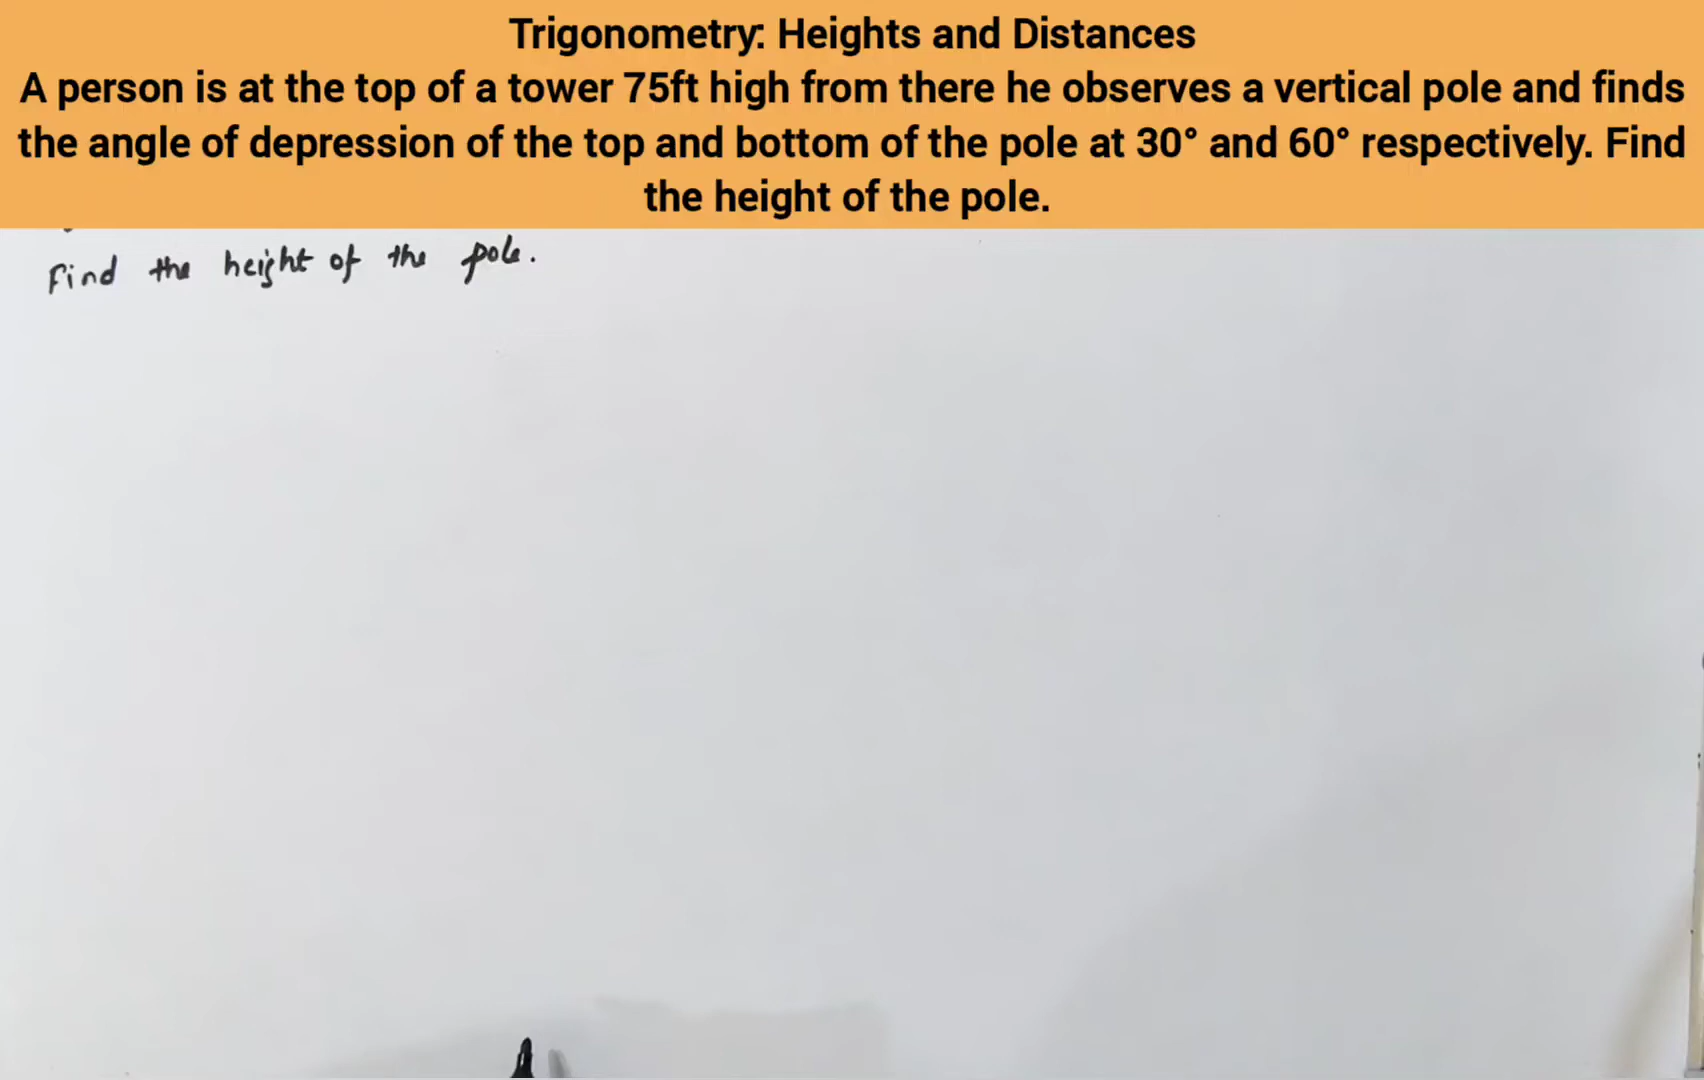 Trigonometry: Heights and Distances
A person is at the top of a tower 75ft high from there he observes a vertical pole and finds
the angle of depression of the top and bottom of the pole at 30° and 60° respectively. Find
the height of the pole.
Find the height of the pole.